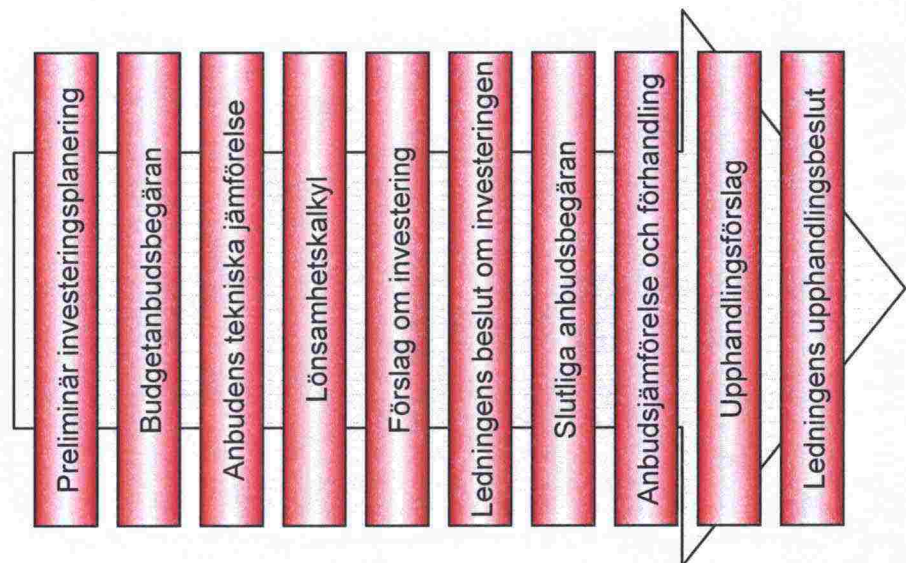 Preliminär investeringsplanering
Budgetanbudsbegäran
Anbudens tekniska jämförelse
Lönsamhetskalkyl
Förslag om investering
Ledningens beslut om investeringen
Slutliga anbudsbegäran
Anbudsjämförelse och förhandling
Upphandlingsförslag
Ledningens upphandlingsbeslut